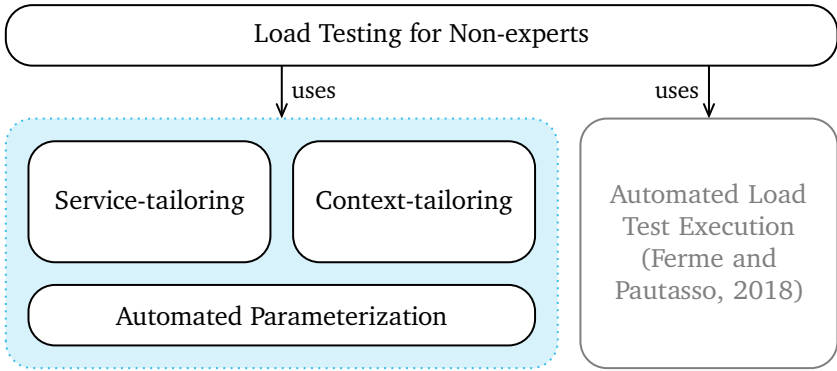 Load Testing for Non-experts
uses
uses
Service-tailoring
Context-tailoring
Automated Parameterization
Automated Load
Test Execution
(Ferme and
Pautasso, 2018)